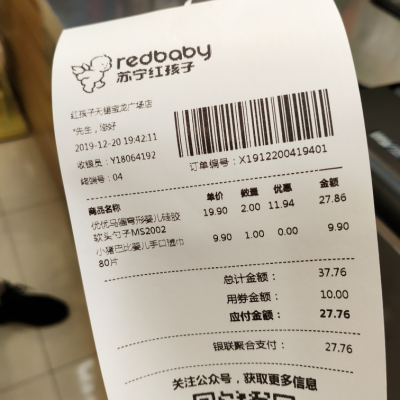 redbaby
苏宁红孩子
红孩子无锡宝龙广场店
*先生，您好
2019-12-20 19:42:11
收银员：Y18064192
终端号：04
订单编号：X1912200419401
商品名称 单价 数量 优惠 金额
优优马骝弯形婴儿硅胶 19.90 2.00 11.94 27.86
软头勺子MS2002
小猪巴比婴儿手口湿巾 9.90 1.00 0.00 9.90
80片
总计金额： 37.76
用券金额： 10.00
应付金额： 27.76
银联聚合支付： 27.76
关注公众号，获取更多信息